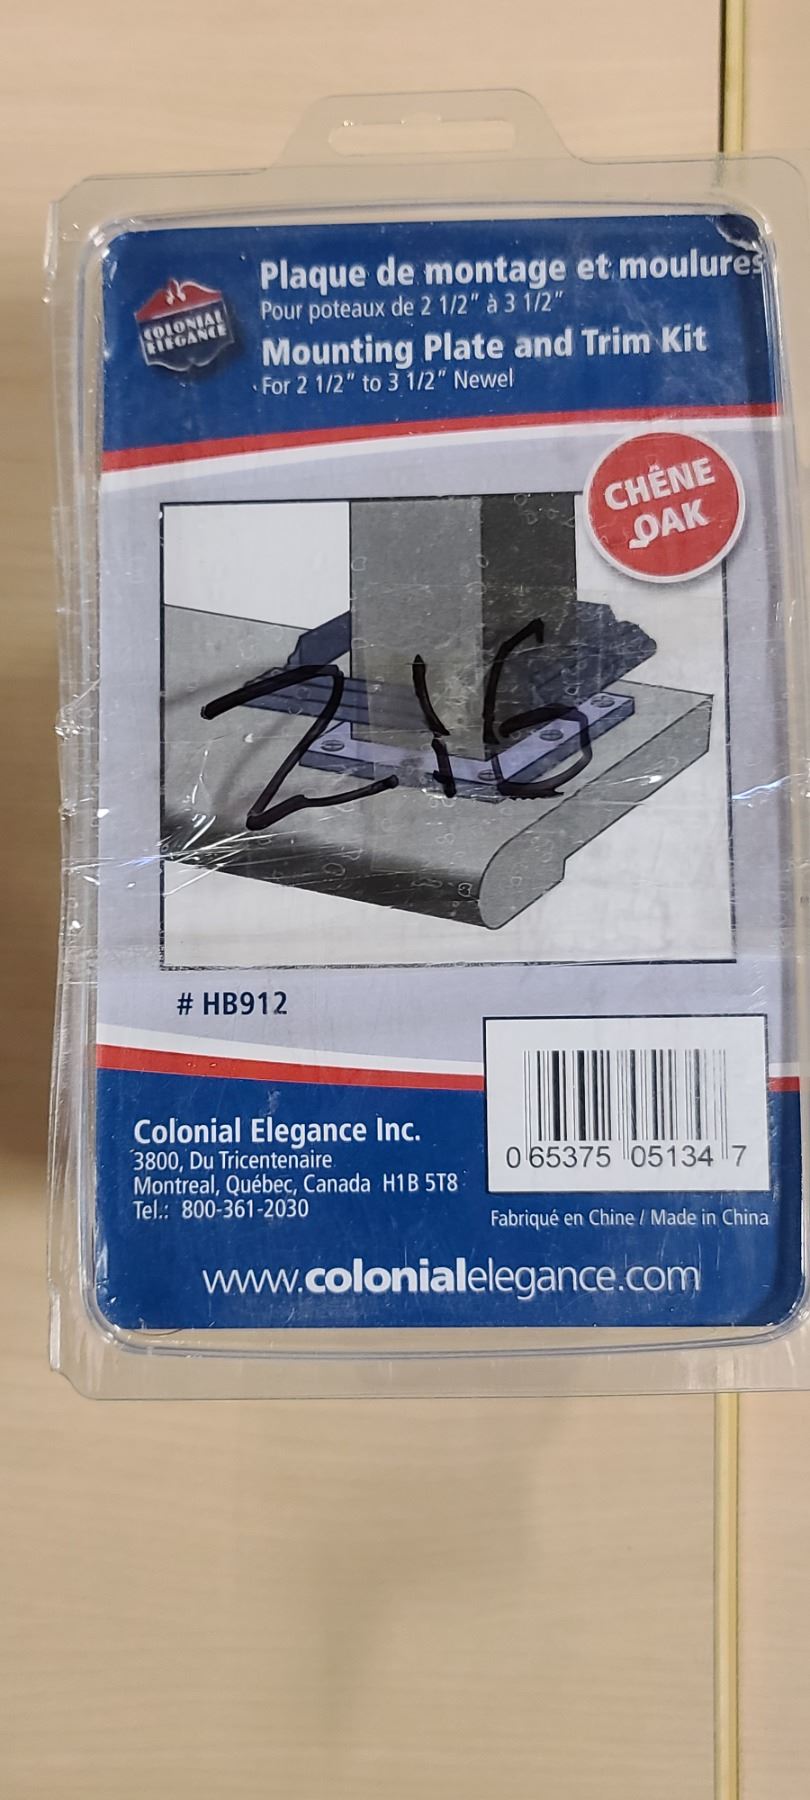 Plaque de montage et moulures
Pour poteaux de 2 1/2" à 3 1/2"
COLONIAL
ELEGANCE
Mounting Plate and Trim Kit
For 2 1/2" to 3 1/2" Newel
CHÊNE
OAK
216
# HB912
Colonial Elegance Inc.
3800, Du Tricentenaire
Montreal, Québec, Canada H1B 5T8
Tel.: 800-361-2030
0 65375 05134 7
Fabriqué en Chine / Made in China
www.colonialelegance.com